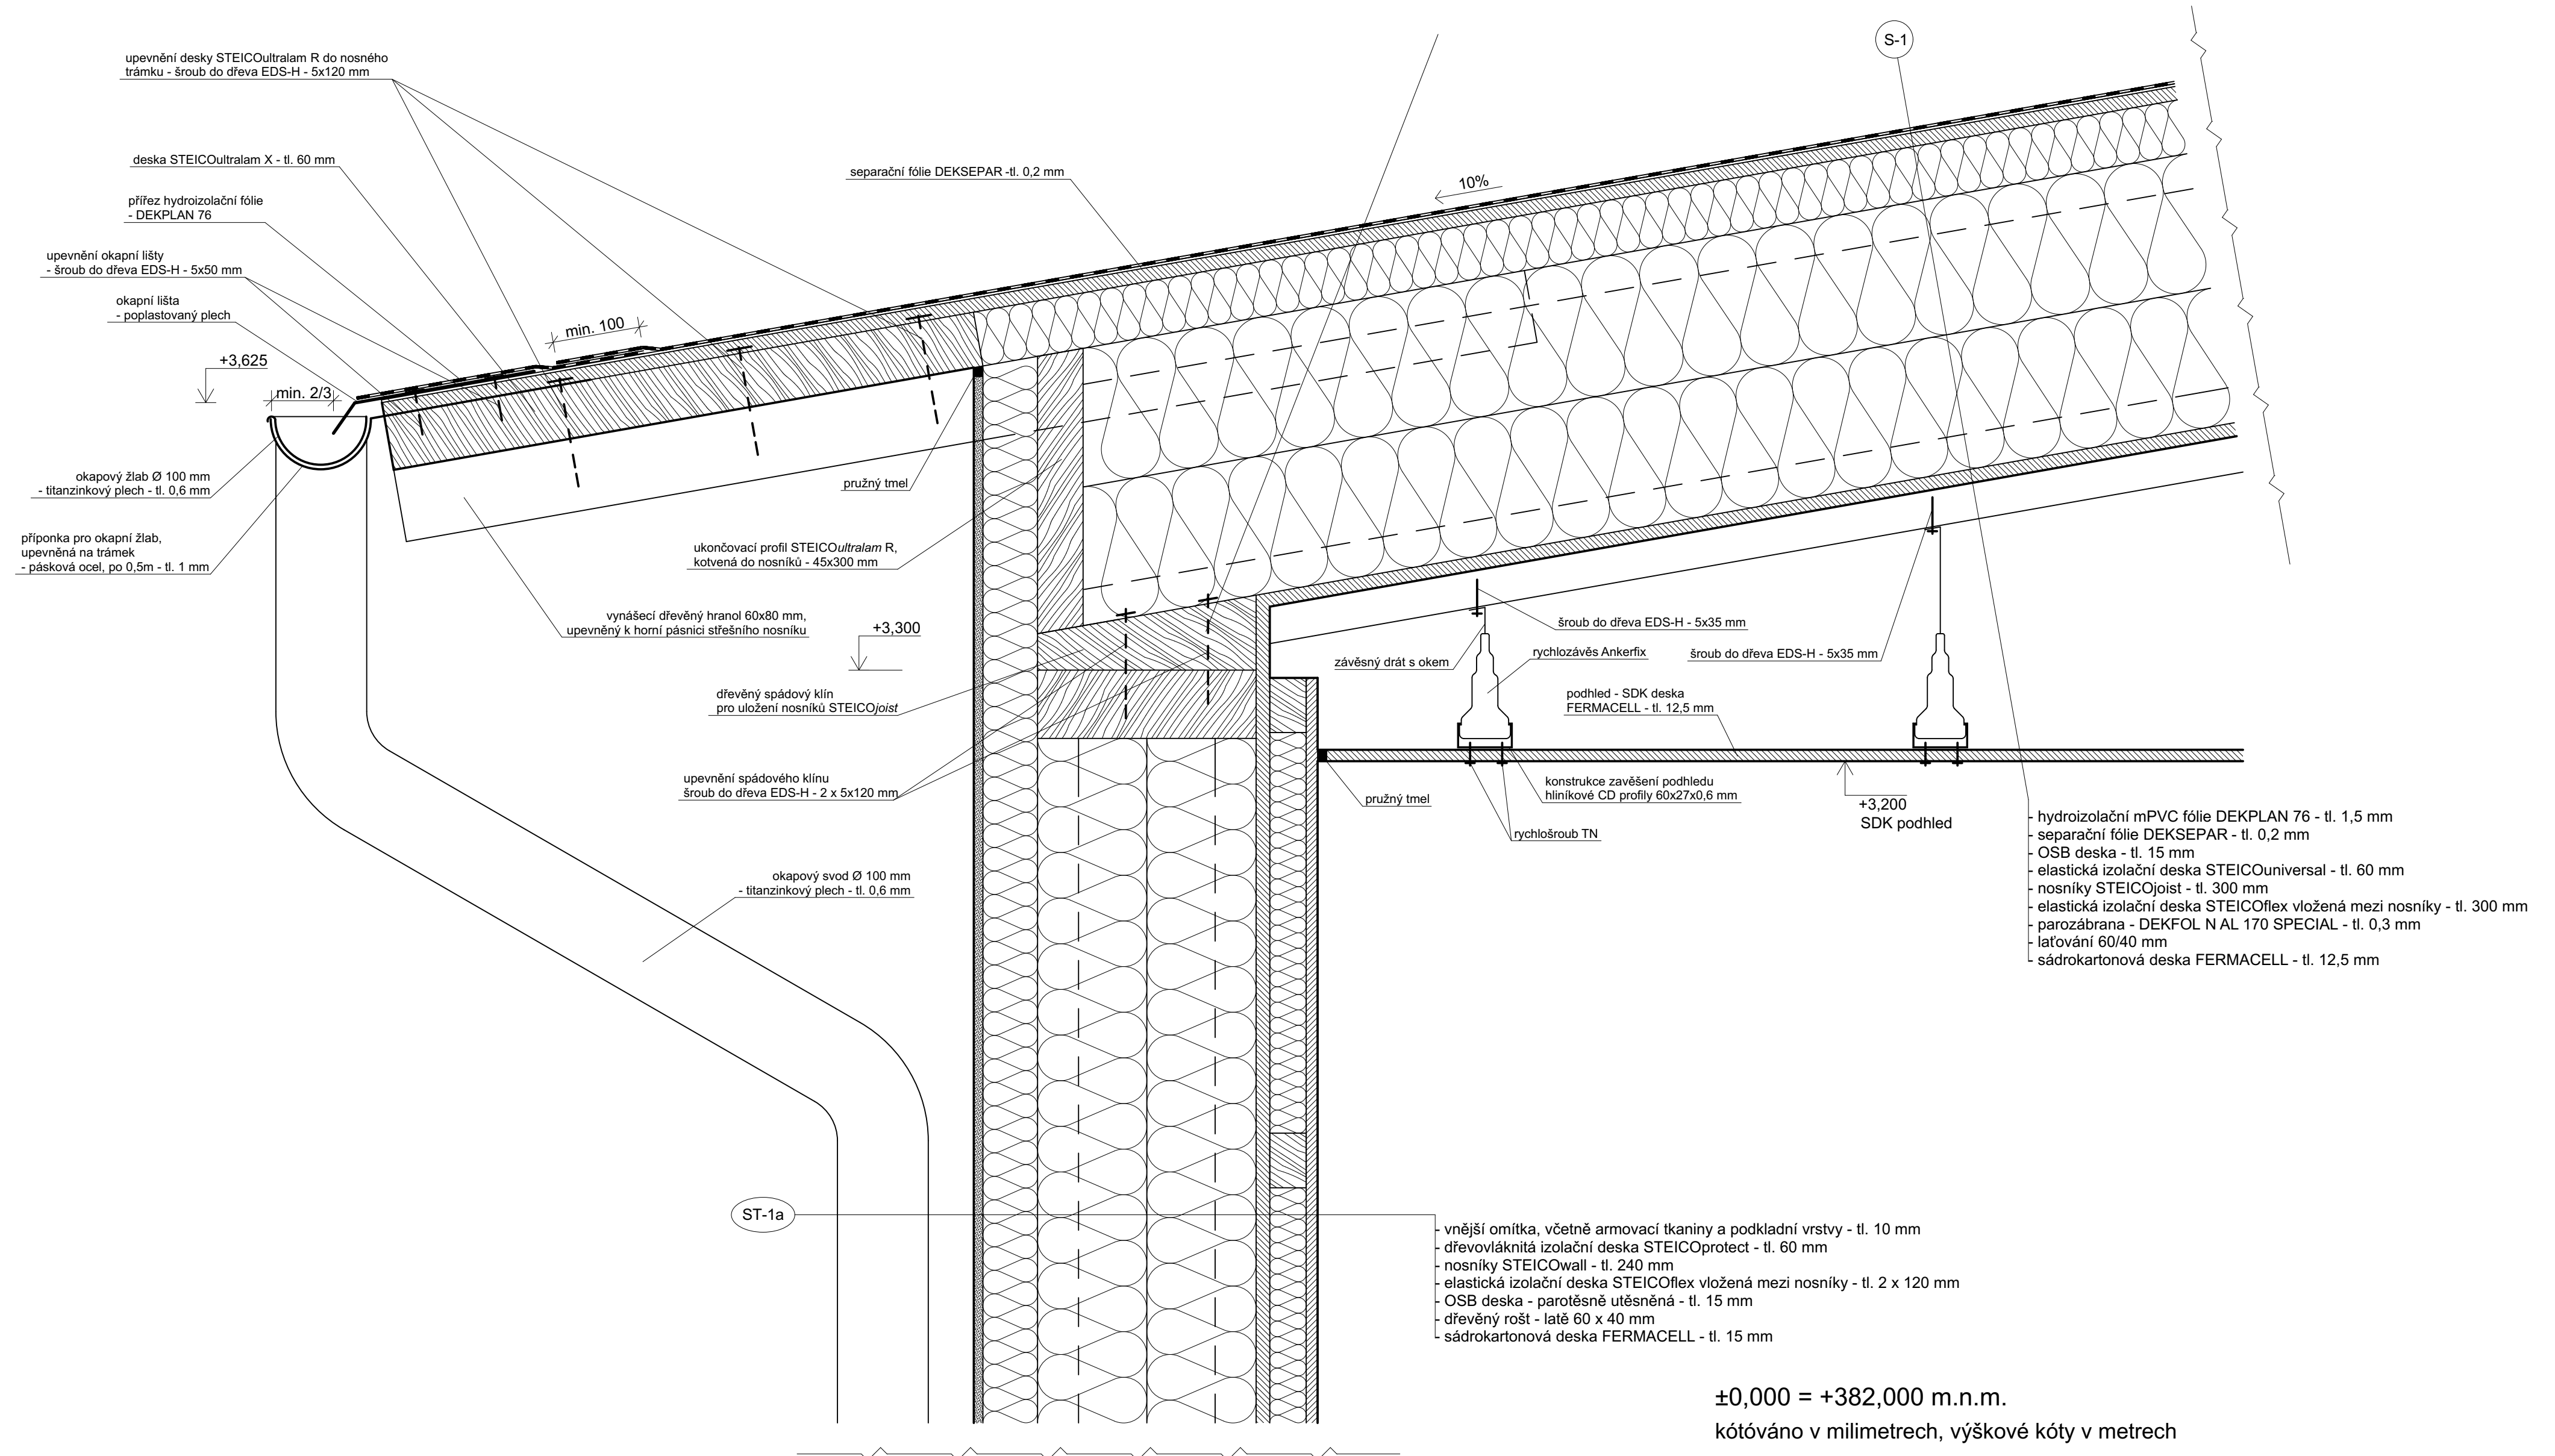 upevnění desky STEICOultralam R do nosného
trámku - šroub do dřeva EDS-H - 5x120 mm
S-1
deska STEICOultralam X - tl. 60 mm
separační fólie DEKSEPAR -tl. 0,2 mm
10%
přířez hydroizolační fólie
- DEKPLAN 76
upevnění okapní lišty
- šroub do dřeva EDS-H - 5x50 mm
okapní lišta
- poplastovaný plech
min. 100
+3,625
min. 2/3
okapový žlab Ø 100 mm
- titanzinkový plech - tl. 0,6 mm
pružný tmel
příponka pro okapní žlab,
upevněná na trámek
- pásková ocel, po 0,5m - tl. 1 mm
ukončovací profil STEICOultralam R,
kotvená do nosníků - 45x300 mm
vynášecí dřevěný hranol 60x80 mm,
upevněný k horní pásnici střešního nosníku
+3,300
šroub do dřeva EDS-H - 5x35 mm
závěsný drát s okem
rychlozávěs Ankerfix
šroub do dřeva EDS-H - 5x35 mm
dřevěný spádový klín
pro uložení nosníků STEICOjoist
podhled - SDK deska
FERMACELL - tl. 12,5 mm
upevnění spádového klínu
šroub do dřeva EDS-H - 2 x 5x120 mm
pružný tmel
konstrukce zavěšení podhledu
hliníkové CD profily 60x27x0,6 mm
rychlošroub TN
+3,200
SDK podhled
- hydroizolační mPVC fólie DEKPLAN 76 - tl. 1,5 mm
- separační fólie DEKSEPAR - tl. 0,2 mm
- OSB deska - tl. 15 mm
- elastická izolační deska STEICOuniversal - tl. 60 mm
- nosníky STEICOjoist - tl. 300 mm
- elastická izolační deska STEICOflex vložená mezi nosníky - tl. 300 mm
- parozábrana - DEKFOL N AL 170 SPECIAL - tl. 0,3 mm
- laťování 60/40 mm
- sádrokartonová deska FERMACELL - tl. 12,5 mm
okapový svod Ø 100 mm
- titanzinkový plech - tl. 0,6 mm
ST-1a
- vnější omítka, včetně armovací tkaniny a podkladní vrstvy - tl. 10 mm
- dřevovláknitá izolační deska STEICOprotect - tl. 60 mm
- nosníky STEICOwall - tl. 240 mm
- elastická izolační deska STEICOflex vložená mezi nosníky - tl. 2 x 120 mm
- OSB deska - parotěsně utěsněná - tl. 15 mm
- dřevěný rošt - latě 60 x 40 mm
- sádrokartonová deska FERMACELL - tl. 15 mm
±0,000 = +382,000 m.n.m.
kótóváno v milimetrech, výškové kóty v metrech